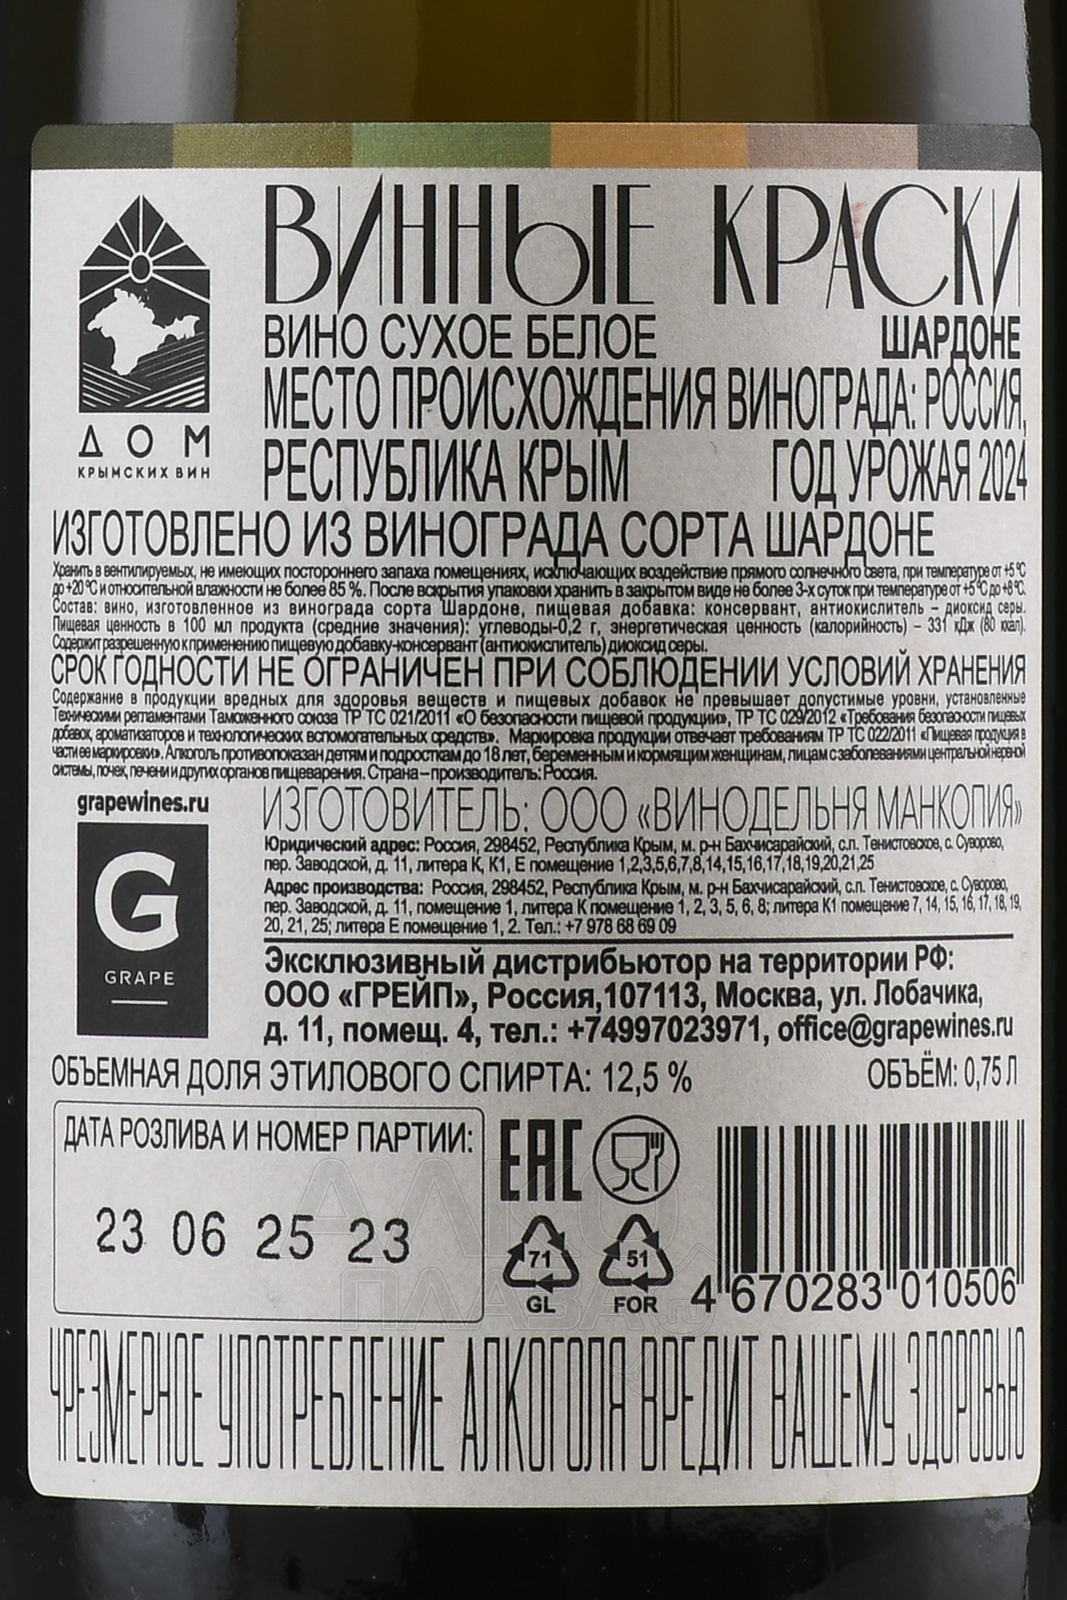 ВИННЫЕ КРАСКИ
ВИНО СУХОЕ БЕЛОЕ ШАРДОНЕ
МЕСТО ПРОИСХОЖДЕНИЯ ВИНОГРАДА: РОССИЯ,
РЕСПУБЛИКА КРЫМ ГОД УРОЖАЯ 2024
ДОМ
КРЫМСКИХ ВИН
ИЗГОТОВЛЕНО ИЗ ВИНОГРАДА СОРТА ШАРДОНЕ
Хранить в вентилируемых, не имеющих постороннего запаха помещениях, исключающих воздействие прямого солнечного света, при температуре от +5 °С
до +20 °С и относительной влажности не более 85 %. После вскрытия упаковки хранить в закрытом виде не более 3-х суток при температуре от +5 °С до +8 °С.
Состав: вино, изготовленное из винограда сорта Шардоне, пищевая добавка: консервант, антиокислитель – диоксид серы.
Пищевая ценность в 100 мл продукта (средние значения): углеводы-0,2 г, энергетическая ценность (калорийность) – 331 кДж (80 ккал).
Содержит разрешенную к применению пищевую добавку-консервант (антиокислитель) диоксид серы.
СРОК ГОДНОСТИ НЕ ОГРАНИЧЕН ПРИ СОБЛЮДЕНИИ УСЛОВИЙ ХРАНЕНИЯ
Содержание в продукции вредных для здоровья веществ и пищевых добавок не превышает допустимые уровни, установленные
Техническими регламентами Таможенного союза ТР ТС 021/2011 «О безопасности пищевой продукции», ТР ТС 029/2012 «Требования безопасности пищевых
добавок, ароматизаторов и технологических вспомогательных средств». Маркировка продукции отвечает требованиям ТР ТС 022/2011 «Пищевая продукция в
части ее маркировки». Алкоголь противопоказан детям и подросткам до 18 лет, беременным и кормящим женщинам, лицам с заболеваниями центральной нервной
системы, почек, печени и других органов пищеварения. Страна – производитель: Россия.
grapewines.ru
G
GRAPE
ИЗГОТОВИТЕЛЬ: ООО «ВИНОДЕЛЬНЯ МАНКОПИЯ»
Юридический адрес: Россия, 298452, Республика Крым, м. р-н Бахчисарайский, с.п. Тенистовское, с. Суворово,
пер. Заводской, д. 11, литера К, К1, Е помещение 1,2,3,5,6,7,8,14,15,16,17,18,19,20,21,25
Адрес производства: Россия, 298452, Республика Крым, м. р-н Бахчисарайский, с.п. Тенистовское, с. Суворово,
пер. Заводской, д. 11, помещение 1, литера К помещение 1, 2, 3, 5, 6, 8; литера К1 помещение 7, 14, 15, 16, 17, 18, 19,
20, 21, 25; литера Е помещение 1, 2. Тел.: +7 978 68 69 09
Эксклюзивный дистрибьютор на территории РФ:
ООО «ГРЕЙП», Россия,107113, Москва, ул. Лобачика,
д. 11, помещ. 4, тел.: +74997023971, office@grapewines.ru
ОБЪЕМНАЯ ДОЛЯ ЭТИЛОВОГО СПИРТА: 12,5 % ОБЪЁМ: 0,75 Л
ДАТА РОЗЛИВА И НОМЕР ПАРТИИ:
23 06 25 23
EAC
71
GL
51
FOR
4 670283 010506
АЛКО
ПЛАЗА.ru
ЧРЕЗМЕРНОЕ УПОТРЕБЛЕНИЕ АЛКОГОЛЯ ВРЕДИТ ВАШЕМУ ЗДОРОВЬЮ